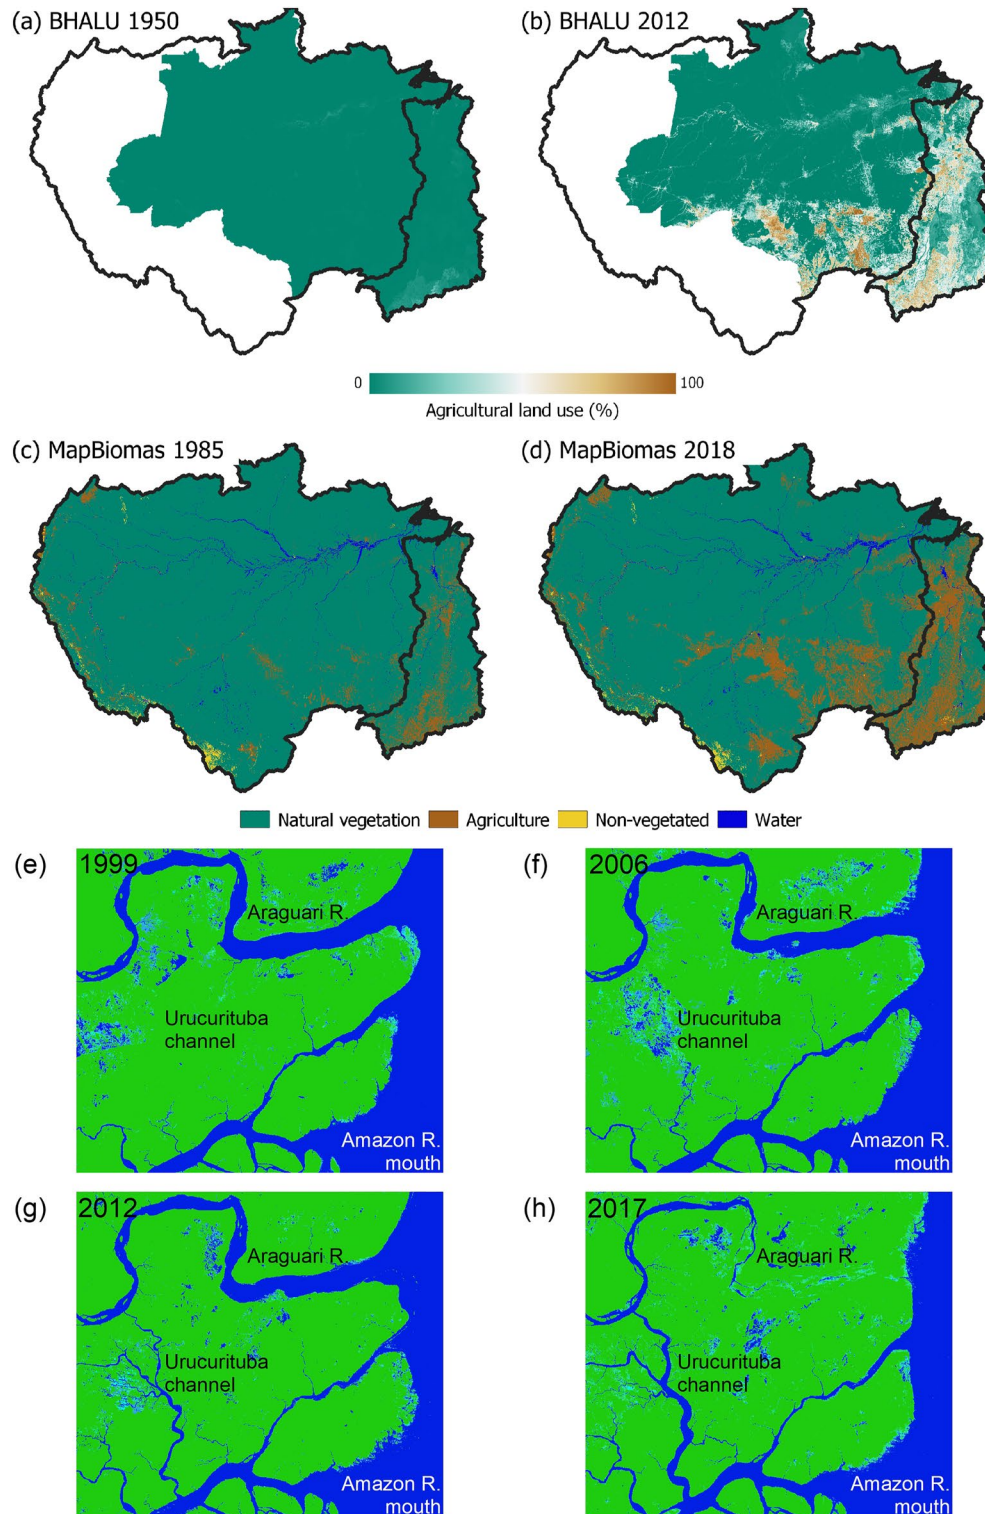 (a) BHALU 1950
(b) BHALU 2012
0
100
Agricultural land use (%)
(c) MapBiomas 1985
(d) MapBiomas 2018
Natural vegetation
Agriculture
Non-vegetated
Water
(e)
1999
Araguari R.
Urucurituba
channel
Amazon R.
mouth
(f)
2006
Araguari R.
Urucurituba
channel
Amazon R.
mouth
(g)
2012
Araguari R.
Urucurituba
channel
Amazon R.
mouth
(h)
2017
Araguari R.
Urucurituba
channel
Amazon R.
mouth